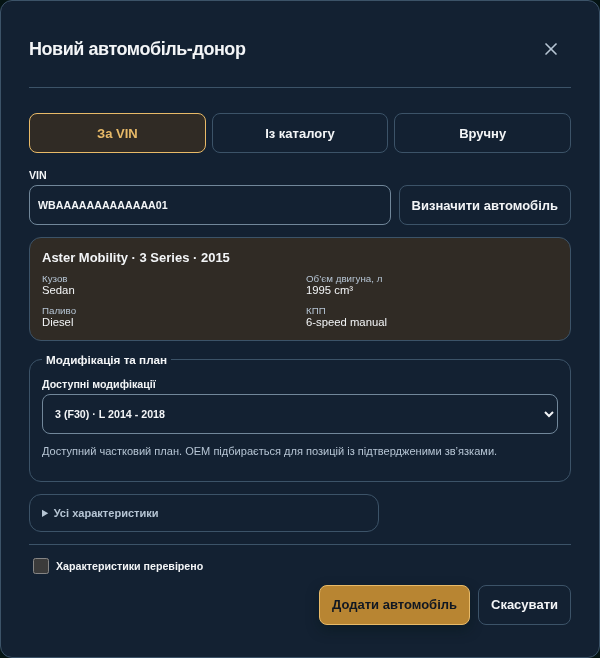 Новий автомобіль-донор
За VIN
Із каталогу
Вручну
VIN
WBAAAAAAAAAAAAA01
Визначити автомобіль
Aster Mobility · 3 Series · 2015
Кузов
Sedan
Об'єм двигуна, л
1995 cm³
Паливо
Diesel
КПП
6-speed manual
Модифікація та план
Доступні модифікації
3 (F30) · L 2014 - 2018
Доступний частковий план. OEM підбирається для позицій із підтвердженими зв'язками.
Усі характеристики
Характеристики перевірено
Додати автомобіль
Скасувати